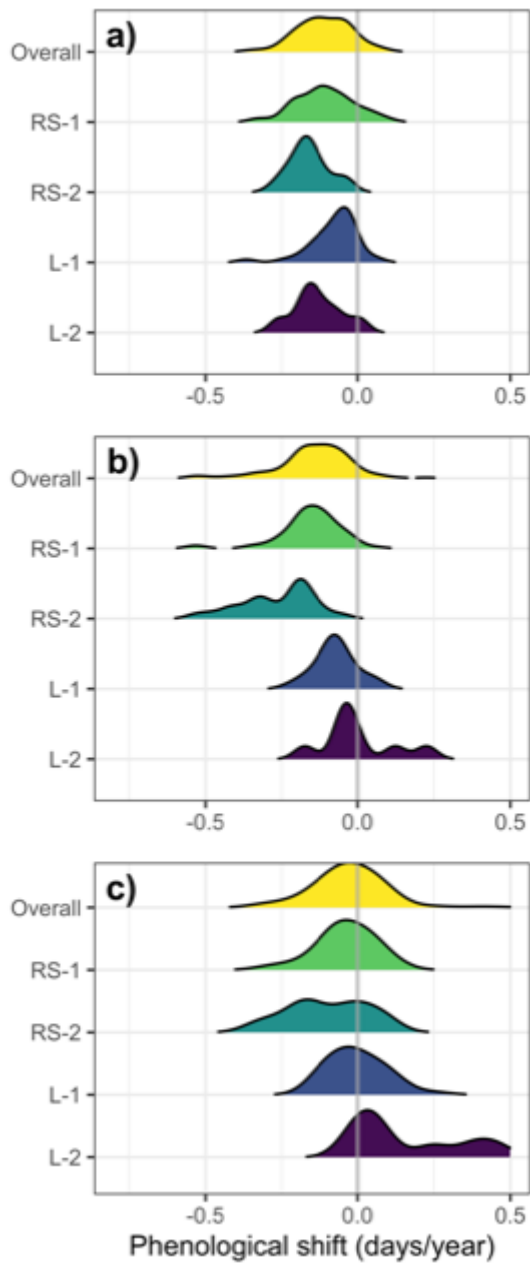 a)
Overall
RS-1
RS-2
L-1
L-2
-0.5 0.0 0.5
b)
Overall
RS-1
RS-2
L-1
L-2
-0.5 0.0 0.5
c)
Overall
RS-1
RS-2
L-1
L-2
-0.5 0.0 0.5
Phenological shift (days/year)